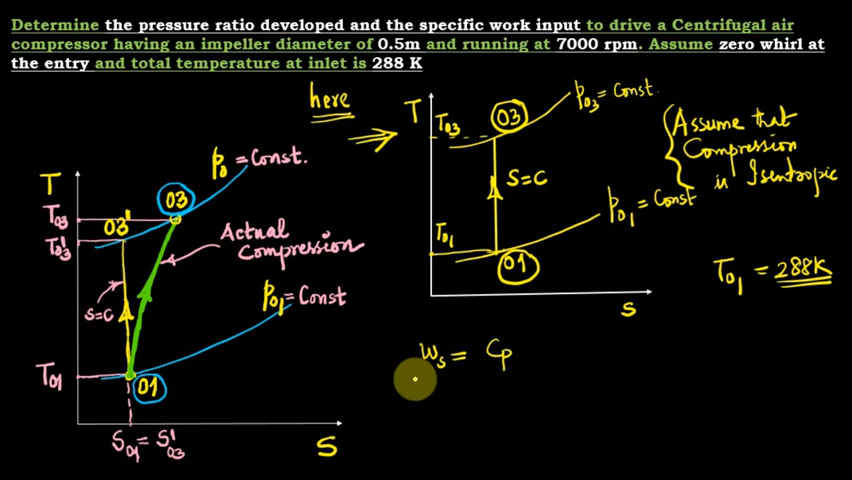 Determine the pressure ratio developed and the specific work input to drive a Centrifugal air
compressor having an impeller diameter of 0.5m and running at 7000 rpm. Assume zero whirl at
the entry and total temperature at inlet is 288 K
here
T
T03
03
p03 = Const.
S=C
T01
01
p01 = Const
S
{Assume that
Compression
is Isentropic
T01 = 288K
T
T03
T03'
03'
03
p0 = Const.
Actual
Compression
S=C
p01 = Const
T01
01
S01 = S03'
S
Ws = Cp